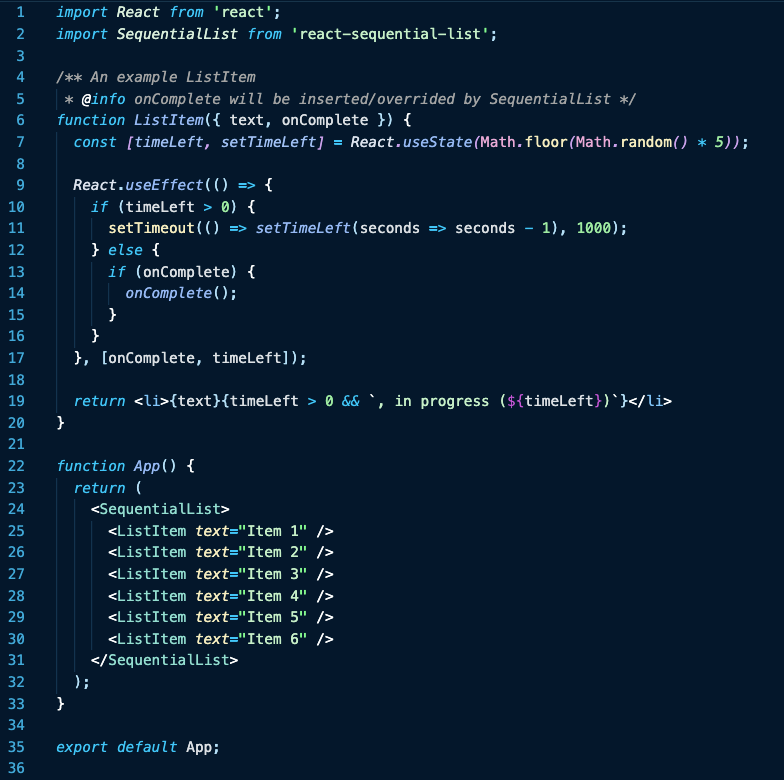 1 import React from 'react';
2 import SequentialList from 'react-sequential-list';
3
4 /** An example ListItem
5  * @info onComplete will be inserted/overrided by SequentialList */
6 function ListItem({ text, onComplete }) {
7   const [timeLeft, setTimeLeft] = React.useState(Math.floor(Math.random() * 5));
8
9   React.useEffect(() => {
10     if (timeLeft > 0) {
11       setTimeout(() => setTimeLeft(seconds => seconds - 1), 1000);
12     } else {
13       if (onComplete) {
14         onComplete();
15       }
16     }
17   }, [onComplete, timeLeft]);
18
19   return <li>{text}{timeLeft > 0 && `, in progress (${timeLeft})`}</li>
20 }
21
22 function App() {
23   return (
24     <SequentialList>
25       <ListItem text="Item 1" />
26       <ListItem text="Item 2" />
27       <ListItem text="Item 3" />
28       <ListItem text="Item 4" />
29       <ListItem text="Item 5" />
30       <ListItem text="Item 6" />
31     </SequentialList>
32   );
33 }
34
35 export default App;
36